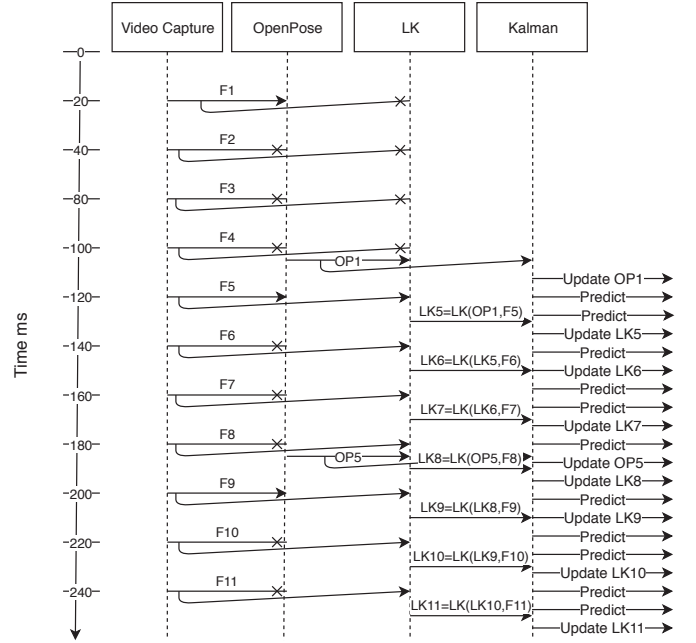 Video Capture OpenPose LK Kalman
0
F1
20
F2
40
F3
80
F4
100
OP1
Update OP1
F5
Predict
120
LK5=LK(OP1,F5)
Predict
Update LK5
F6
140
Predict
LK6=LK(LK5,F6)
Update LK6
F7
Predict
160
Predict
LK7=LK(LK6,F7)
Update LK7
F8
180
Predict
OP5
LK8=LK(OP5,F8)
Update OP5
Update LK8
F9
200
Predict
LK9=LK(LK8,F9)
Update LK9
F10
Predict
220
Predict
LK10=LK(LK9,F10)
Update LK10
F11
240
Predict
LK11=LK(LK10,F11)
Predict
Update LK11
Time ms